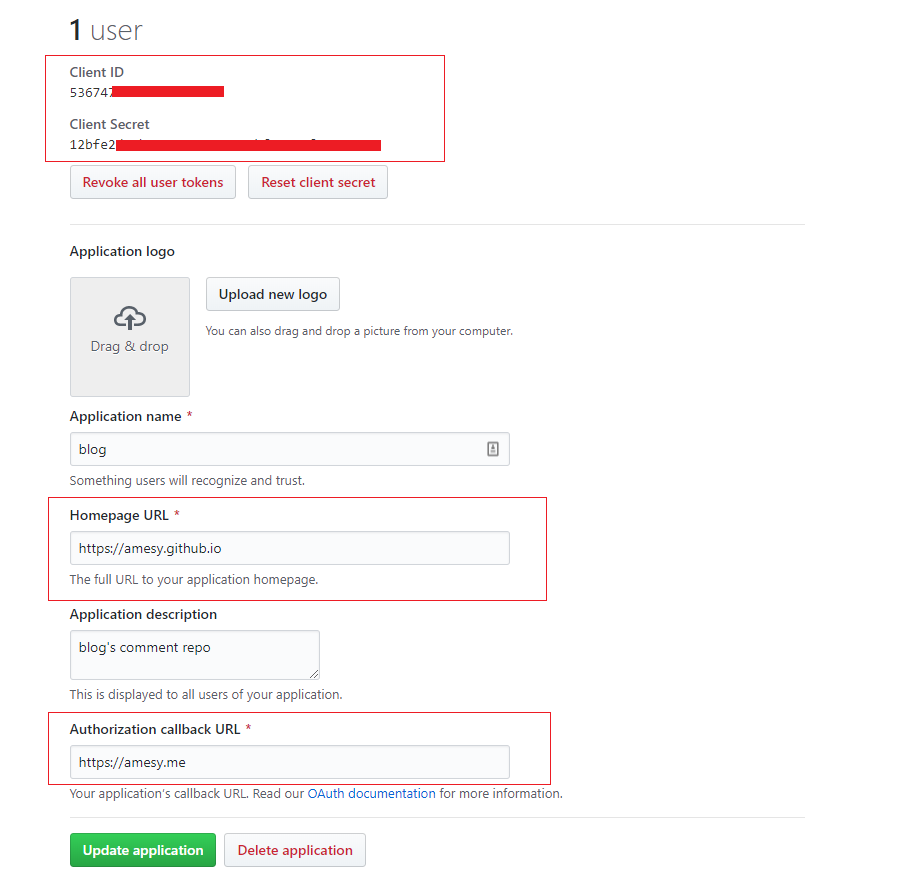 1 user
Client ID
53674
Client Secret
12bfe2
Revoke all user tokens
Reset client secret
Application logo
Upload new logo
You can also drag and drop a picture from your computer.
Drag & drop
Application name *
blog
Something users will recognize and trust.
Homepage URL *
https://amesy.github.io
The full URL to your application homepage.
Application description
blog's comment repo
This is displayed to all users of your application.
Authorization callback URL *
https://amesy.me
Your application's callback URL. Read our OAuth documentation for more information.
Update application
Delete application